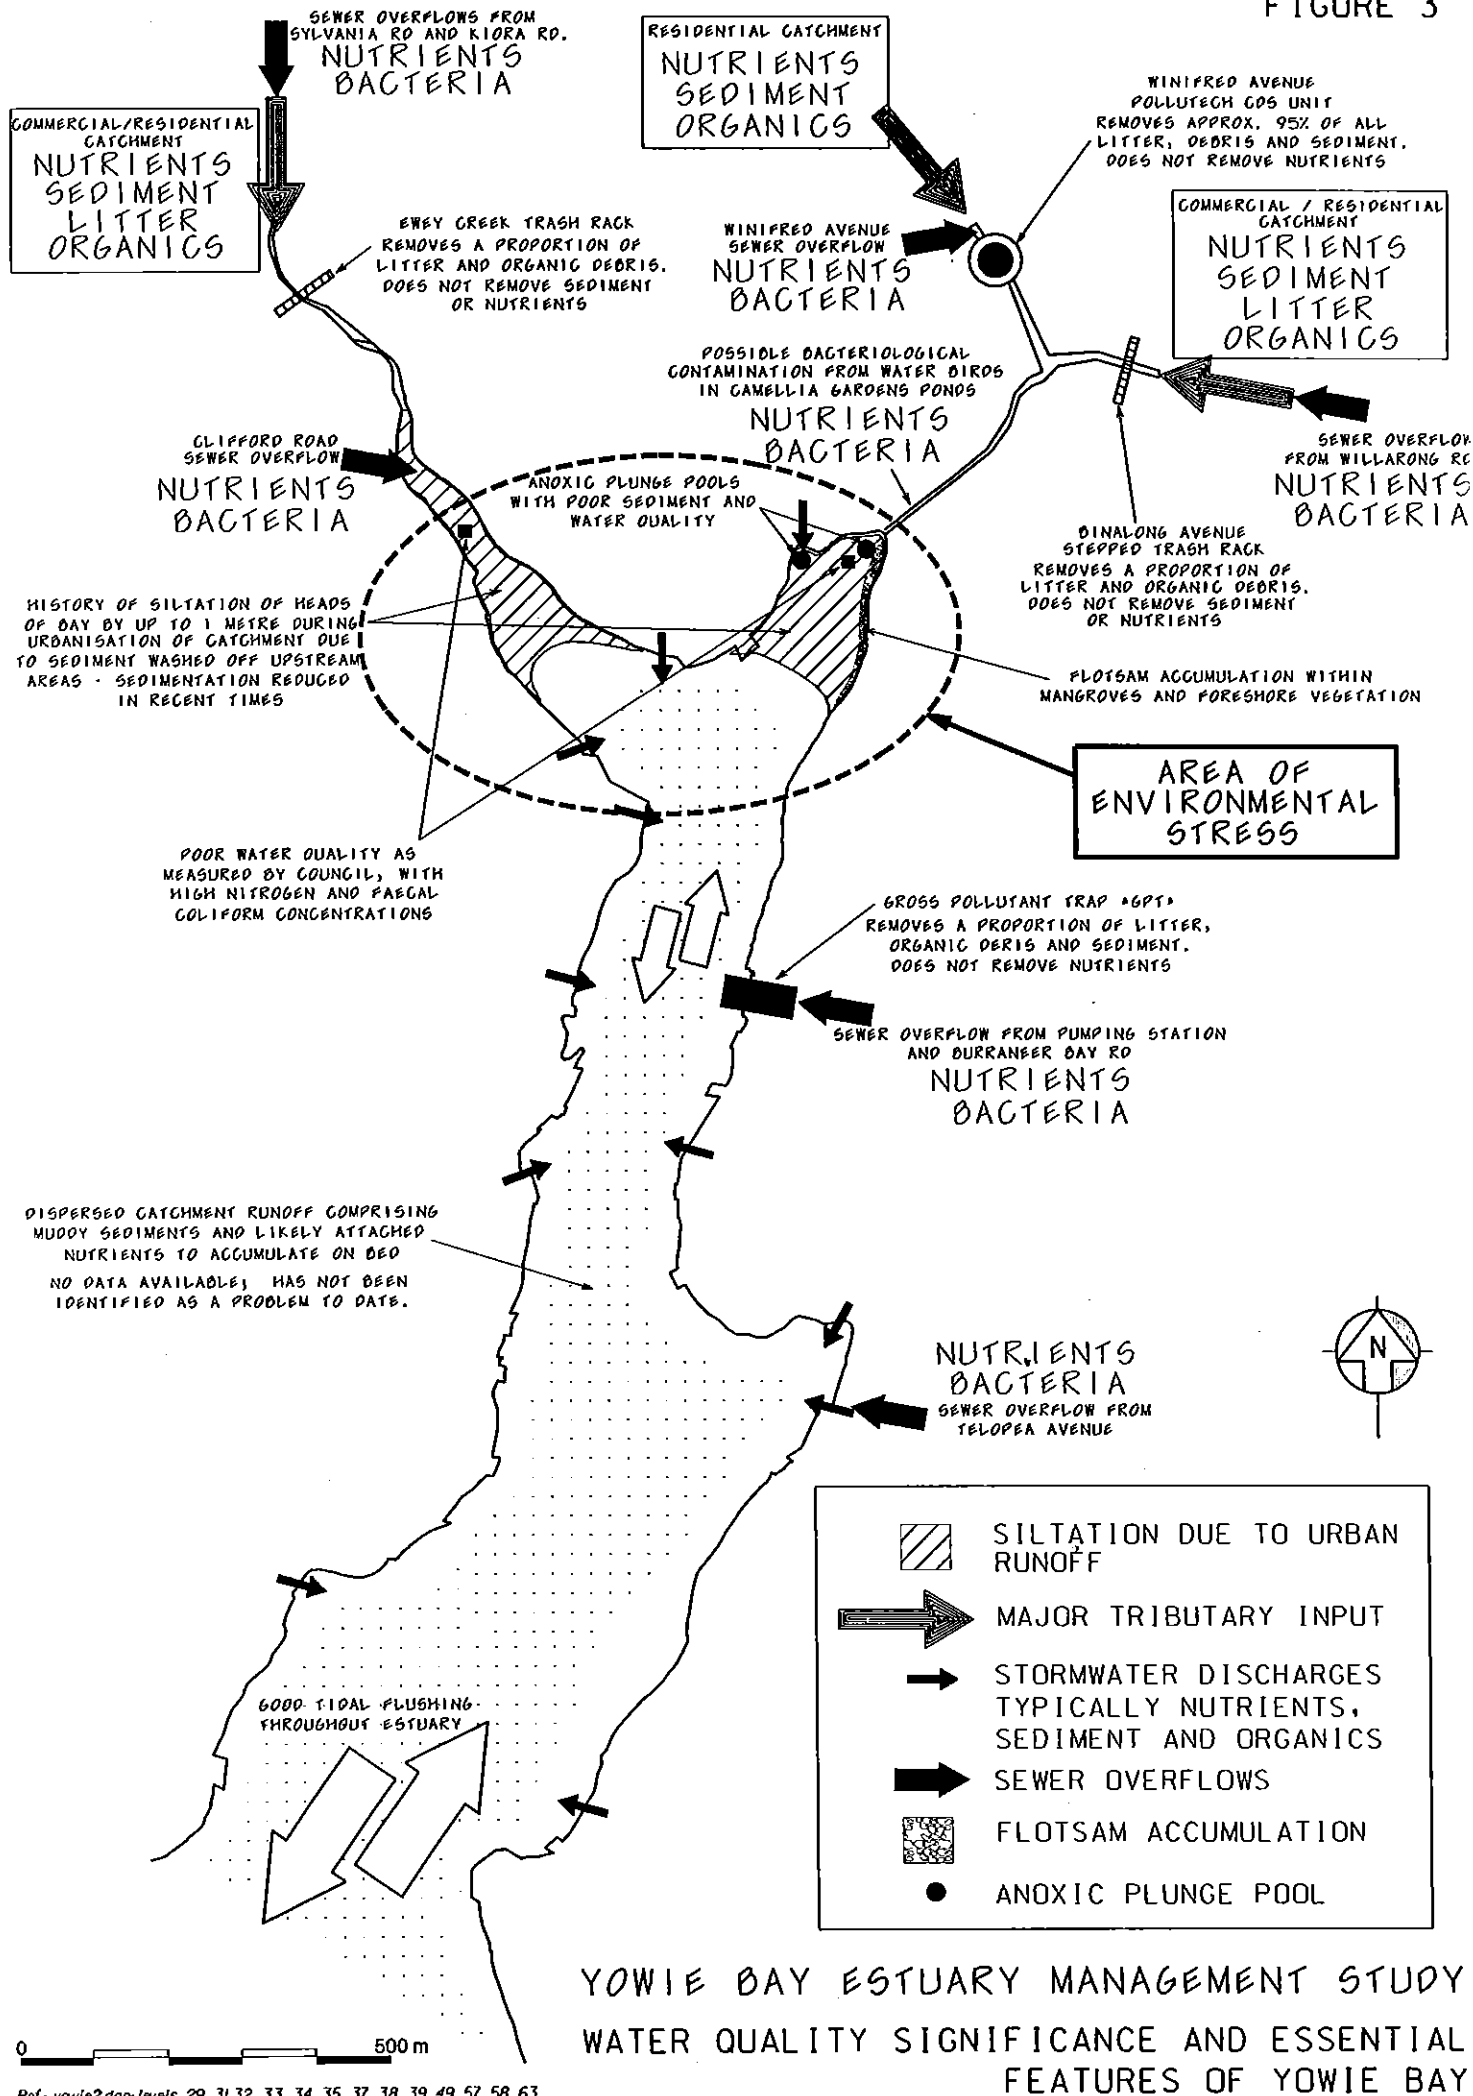 FIGURE 3
SEWER OVERFLOWS FROM
SYLVANIA RD AND KIORA RD.
NUTRIENTS
BACTERIA
RESIDENTIAL CATCHMENT
NUTRIENTS
SEDIMENT
ORGANICS
WINIFRED AVENUE
POLLUTECH CDS UNIT
REMOVES APPROX. 95% OF ALL
LITTER, DEBRIS AND SEDIMENT.
DOES NOT REMOVE NUTRIENTS
COMMERCIAL/RESIDENTIAL
CATCHMENT
NUTRIENTS
SEDIMENT
LITTER
ORGANICS
EWEY CREEK TRASH RACK
REMOVES A PROPORTION OF
LITTER AND ORGANIC DEBRIS.
DOES NOT REMOVE SEDIMENT
OR NUTRIENTS
WINIFRED AVENUE
SEWER OVERFLOW
NUTRIENTS
BACTERIA
COMMERCIAL / RESIDENTIAL
CATCHMENT
NUTRIENTS
SEDIMENT
LITTER
ORGANICS
POSSIBLE BACTERIOLOGICAL
CONTAMINATION FROM WATER BIRDS
IN CAMELLIA GARDENS PONDS
NUTRIENTS
BACTERIA
CLIFFORD ROAD
SEWER OVERFLOW
NUTRIENTS
BACTERIA
SEWER OVERFLOW
FROM WILLARONG RD
NUTRIENTS
BACTERIA
ANOXIC PLUNGE POOLS
WITH POOR SEDIMENT AND
WATER QUALITY
BINALONG AVENUE
STEPPED TRASH RACK
REMOVES A PROPORTION OF
LITTER AND ORGANIC DEBRIS.
DOES NOT REMOVE SEDIMENT
OR NUTRIENTS
HISTORY OF SILTATION OF HEADS
OF BAY BY UP TO 1 METRE DURING
URBANISATION OF CATCHMENT DUE
TO SEDIMENT WASHED OFF UPSTREAM
AREAS - SEDIMENTATION REDUCED
IN RECENT TIMES
FLOTSAM ACCUMULATION WITHIN
MANGROVES AND FORESHORE VEGETATION
AREA OF
ENVIRONMENTAL
STRESS
POOR WATER QUALITY AS
MEASURED BY COUNCIL, WITH
HIGH NITROGEN AND FAECAL
COLIFORM CONCENTRATIONS
GROSS POLLUTANT TRAP "GPT"
REMOVES A PROPORTION OF LITTER,
ORGANIC DERIS AND SEDIMENT.
DOES NOT REMOVE NUTRIENTS
SEWER OVERFLOW FROM PUMPING STATION
AND BURRANEER BAY RD
NUTRIENTS
BACTERIA
DISPERSED CATCHMENT RUNOFF COMPRISING
MUDDY SEDIMENTS AND LIKELY ATTACHED
NUTRIENTS TO ACCUMULATE ON BED
NO DATA AVAILABLE; HAS NOT BEEN
IDENTIFIED AS A PROBLEM TO DATE.
N
NUTRIENTS
BACTERIA
SEWER OVERFLOW FROM
TELOPEA AVENUE
SILTATION DUE TO URBAN
RUNOFF
MAJOR TRIBUTARY INPUT
STORMWATER DISCHARGES
TYPICALLY NUTRIENTS,
SEDIMENT AND ORGANICS
SEWER OVERFLOWS
FLOTSAM ACCUMULATION
ANOXIC PLUNGE POOL
GOOD TIDAL FLUSHING
THROUGHOUT ESTUARY
YOWIE BAY ESTUARY MANAGEMENT STUDY
WATER QUALITY SIGNIFICANCE AND ESSENTIAL
FEATURES OF YOWIE BAY
0 500 m